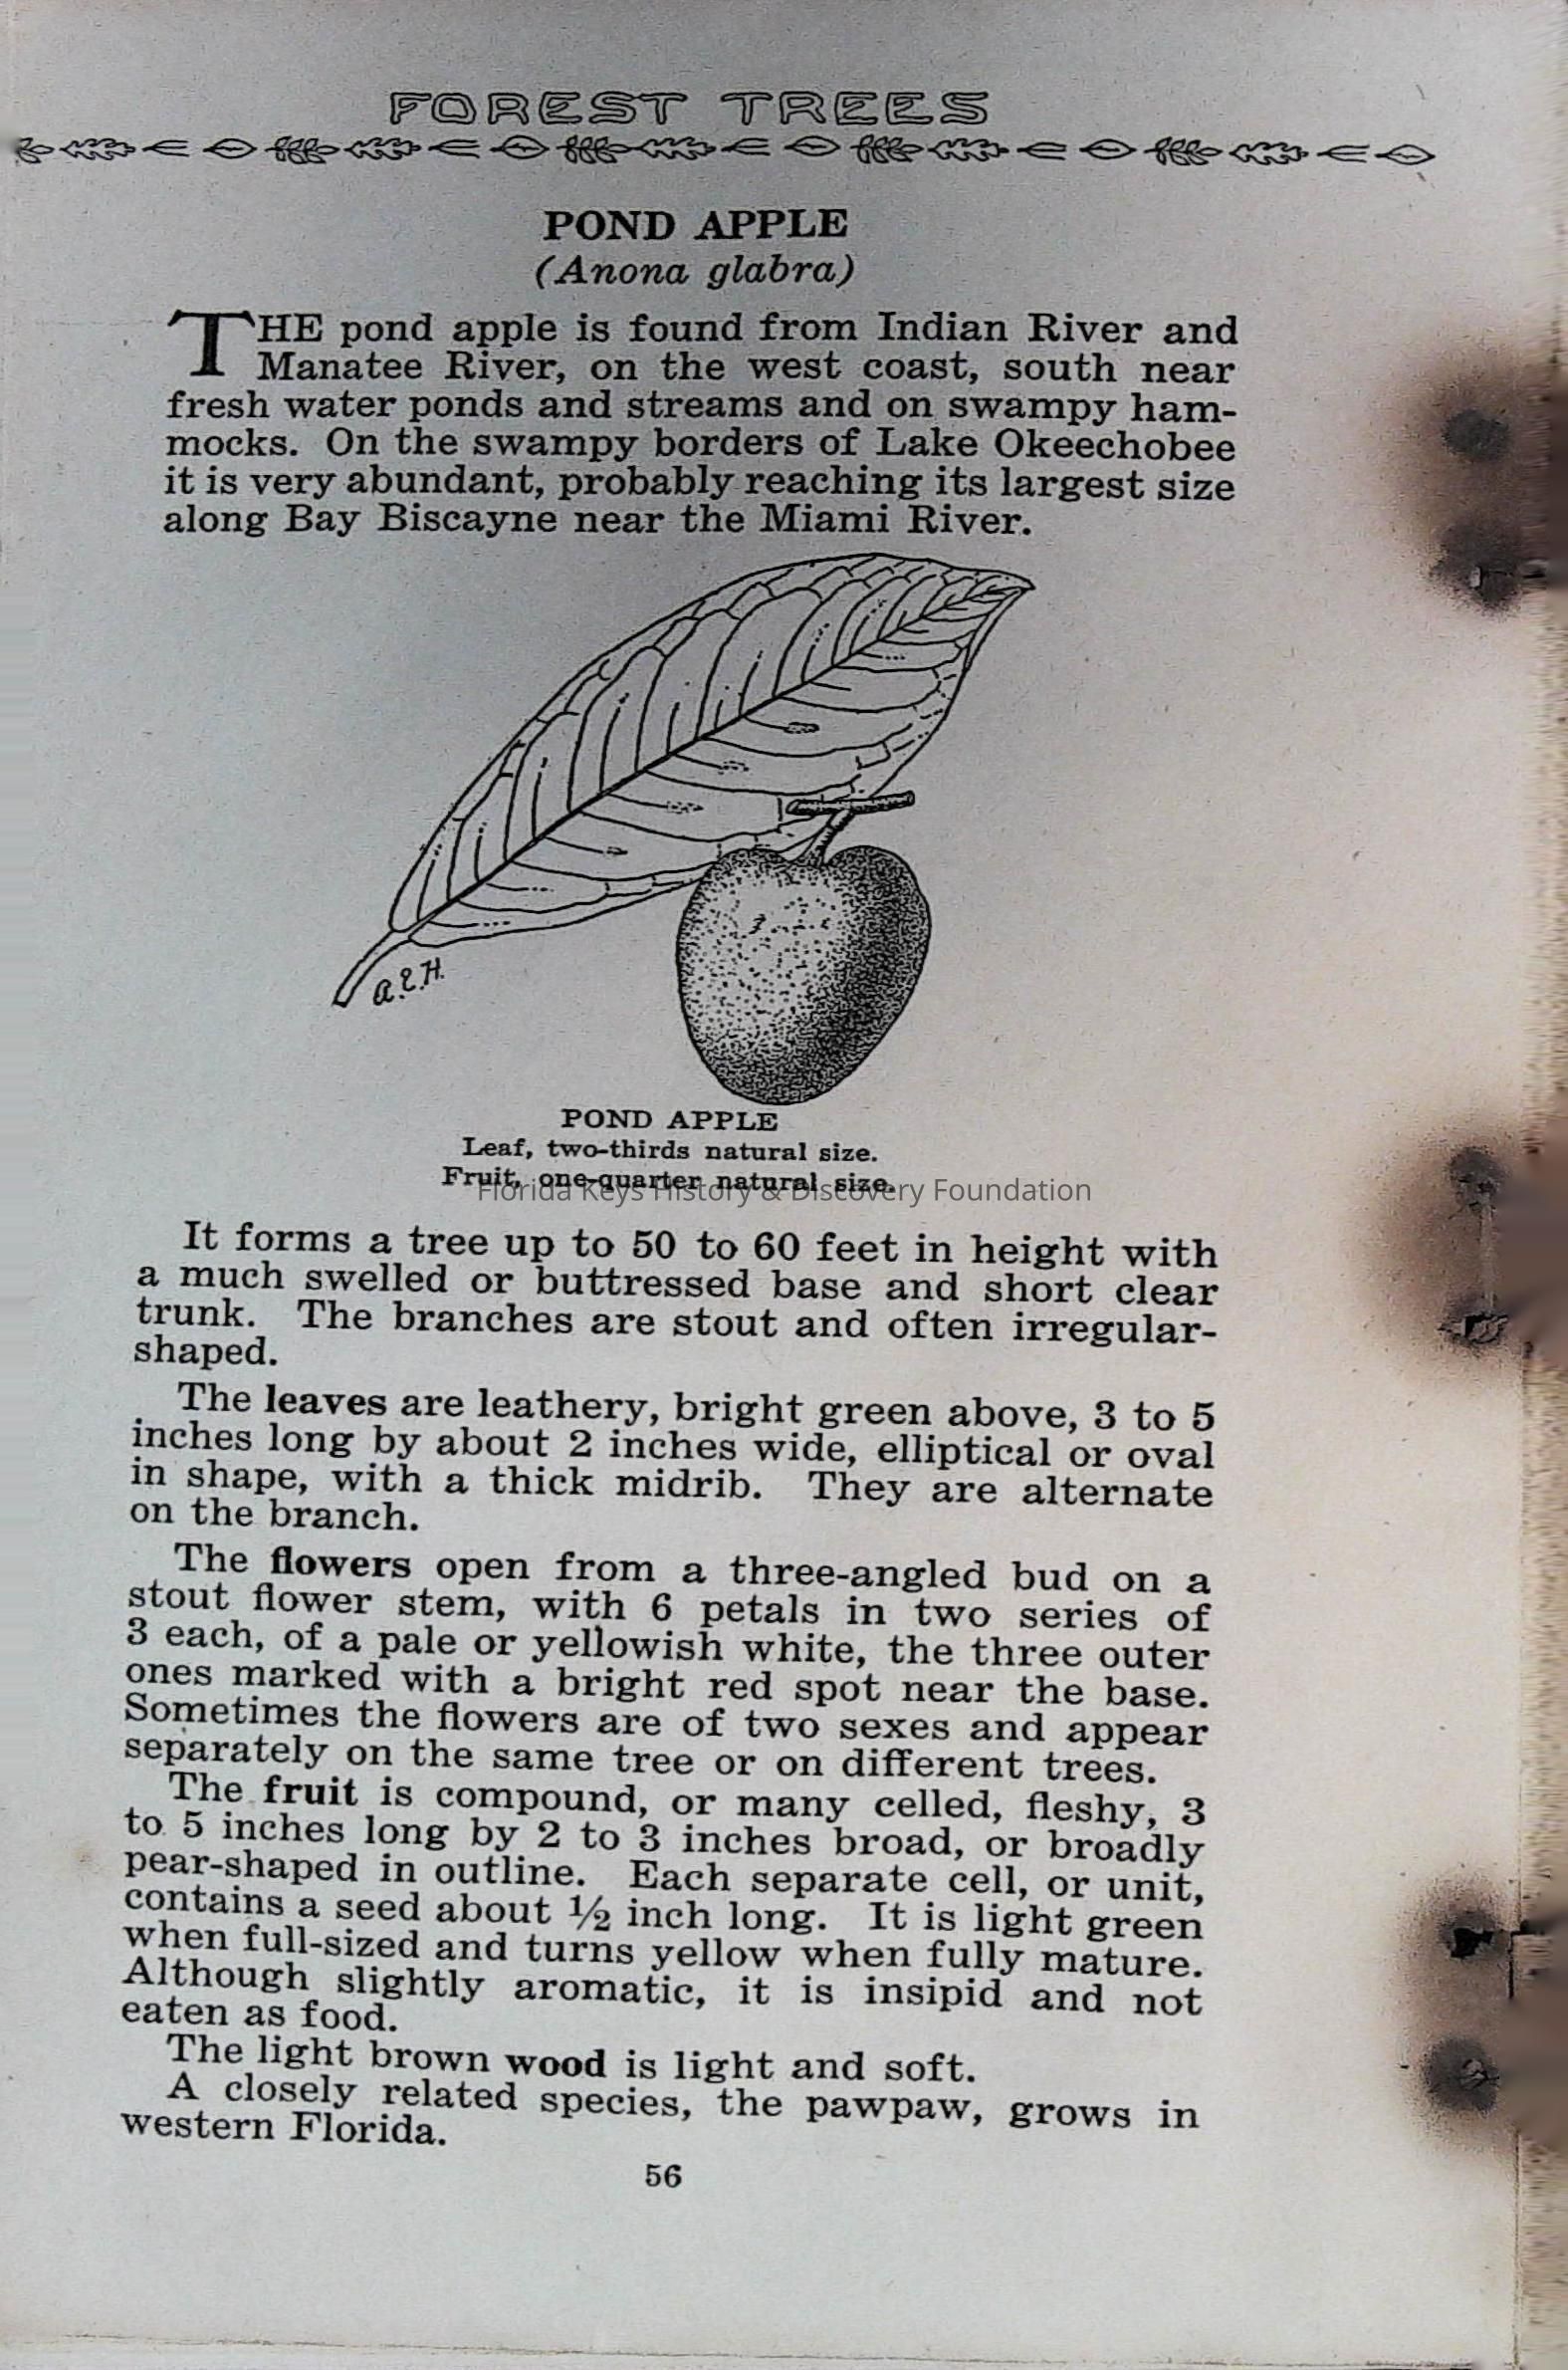 FOREST TREES
POND APPLE
(Anona glabra)
THE pond apple is found from Indian River and
Manatee River, on the west coast, south near
fresh water ponds and streams and on swampy ham-
mocks. On the swampy borders of Lake Okeechobee
it is very abundant, probably reaching its largest size
along Bay Biscayne near the Miami River.
a.E.H.
POND APPLE
Leaf, two-thirds natural size.
Fruit, one-quarter natural size.
Florida Keys History & Discovery Foundation
It forms a tree up to 50 to 60 feet in height with
a much swelled or buttressed base and short clear
trunk. The branches are stout and often irregular-
shaped.
The leaves are leathery, bright green above, 3 to 5
inches long by about 2 inches wide, elliptical or oval
in shape, with a thick midrib. They are alternate
on the branch.
The flowers open from a three-angled bud on a
stout flower stem, with 6 petals in two series of
3 each, of a pale or yellowish white, the three outer
ones marked with a bright red spot near the base.
Sometimes the flowers are of two sexes and appear
separately on the same tree or on different trees.
The fruit is compound, or many celled, fleshy, 3
to 5 inches long by 2 to 3 inches broad, or broadly
pear-shaped in outline. Each separate cell, or unit,
contains a seed about ½ inch long. It is light green
when full-sized and turns yellow when fully mature.
Although slightly aromatic, it is insipid and not
eaten as food.
The light brown wood is light and soft.
A closely related species, the pawpaw, grows in
western Florida.
56